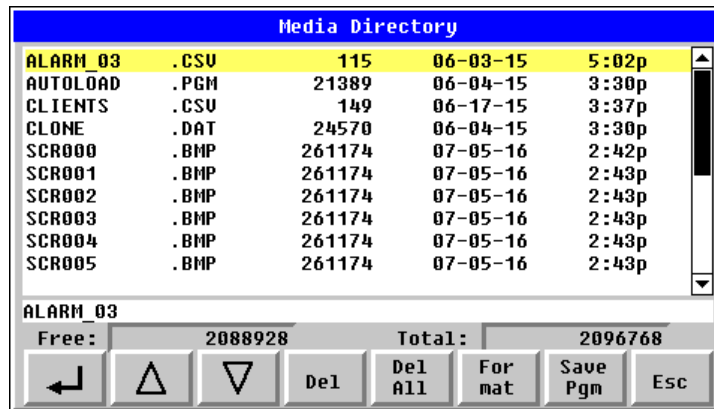 Media Directory
ALARM_03 .CSV 115 06-03-15 5:02p
AUTOLOAD .PGM 21389 06-04-15 3:30p
CLIENTS .CSV 149 06-17-15 3:37p
CLONE .DAT 24570 06-04-15 3:30p
SCR000 .BMP 261174 07-05-16 2:42p
SCR001 .BMP 261174 07-05-16 2:43p
SCR002 .BMP 261174 07-05-16 2:43p
SCR003 .BMP 261174 07-05-16 2:43p
SCR004 .BMP 261174 07-05-16 2:43p
SCR005 .BMP 261174 07-05-16 2:43p
ALARM_03
Free: 2088928 Total: 2096768
Del
Del All
For mat
Save Pgm
Esc